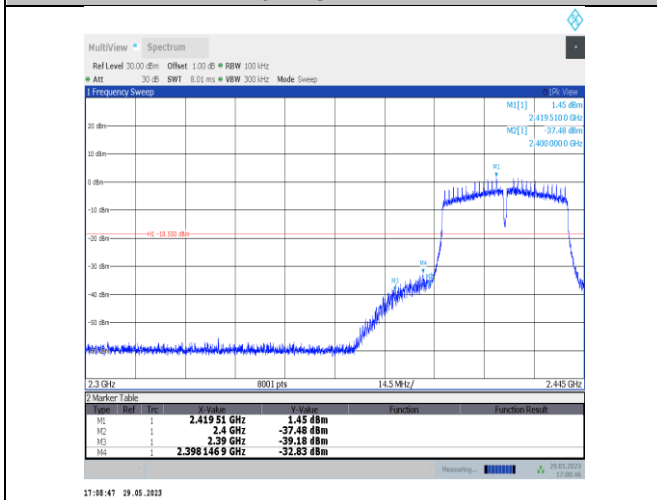 MultiView Spectrum
Ref Level 30.00 dBm Offset 1.00 dB RBW 100 kHz
Att 30 dB SWT 8.01 ms VBW 300 kHz Mode Sweep
1 Frequency Sweep 1Pk View
M1[1] 1.45 dBm
2.4195100 GHz
M2[1] -37.48 dBm
2.4000000 GHz
20 dBm
10 dBm
M1
0 dBm
-10 dBm
H1 -18.550 dBm
-20 dBm
M4
-30 dBm
M3
-40 dBm
-50 dBm
2.3 GHz 8001 pts 14.5 MHz/ 2.445 GHz
2 Marker Table
Type Ref Trc X-Value Y-Value Function Function Result
M1 1 2.419 51 GHz 1.45 dBm
M2 1 2.4 GHz -37.48 dBm
M3 1 2.39 GHz -39.18 dBm
M4 1 2.398 146 9 GHz -32.83 dBm
Measuring... 29.05.2023
17:08:46
17:08:47 29.05.2023